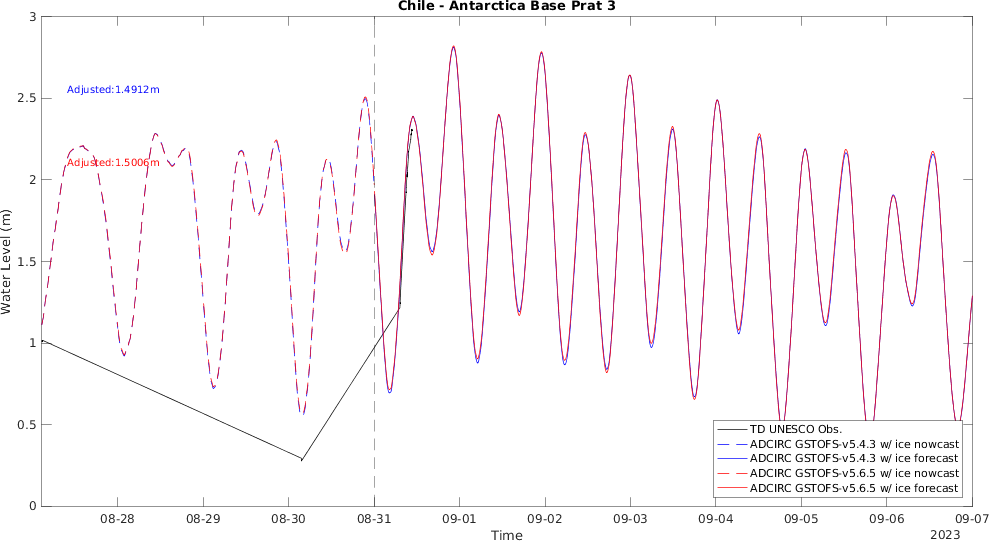 Chile - Antarctica Base Prat 3
Water Level (m)
3
2.5
2
1.5
1
0.5
0
Adjusted:1.4912m
Adjusted:1.5006m
TD UNESCO Obs.
ADCIRC GSTOFS-v5.4.3 w/ ice nowcast
ADCIRC GSTOFS-v5.4.3 w/ ice forecast
ADCIRC GSTOFS-v5.6.5 w/ ice nowcast
ADCIRC GSTOFS-v5.6.5 w/ ice forecast
08-28 08-29 08-30 08-31 09-01 09-02 09-03 09-04 09-05 09-06 09-07
Time
2023